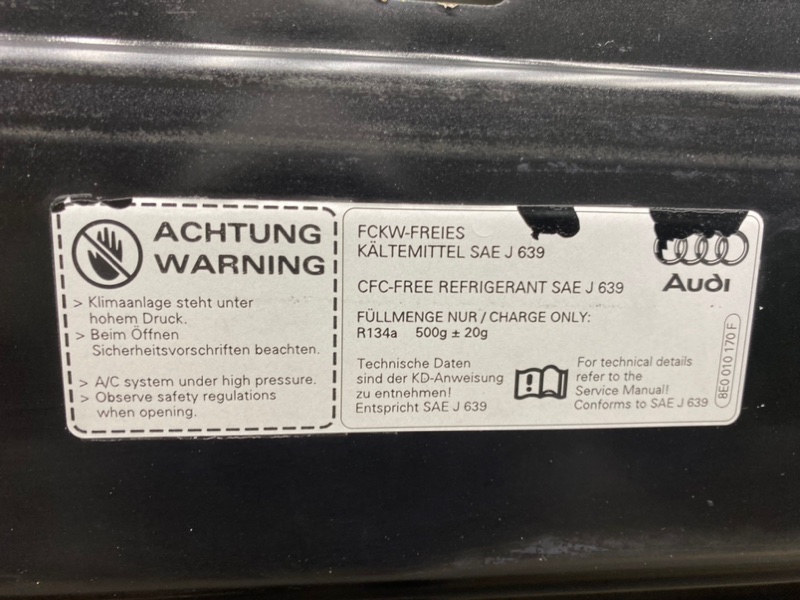 ACHTUNG
WARNING
> Klimaanlage steht unter
hohem Druck.
> Beim Öffnen
Sicherheitsvorschriften beachten.
> A/C system under high pressure.
> Observe safety regulations
when opening.
FCKW-FREIES
KÄLTEMITTEL SAE J 639
CFC-FREE REFRIGERANT SAE J 639
FÜLLMENGE NUR / CHARGE ONLY:
R134a 500g ± 20g
Technische Daten
sind der KD-Anweisung
zu entnehmen!
Entspricht SAE J 639
For technical details
refer to the
Service Manual!
Conforms to SAE J 639
Audi
8E0 010 170 F